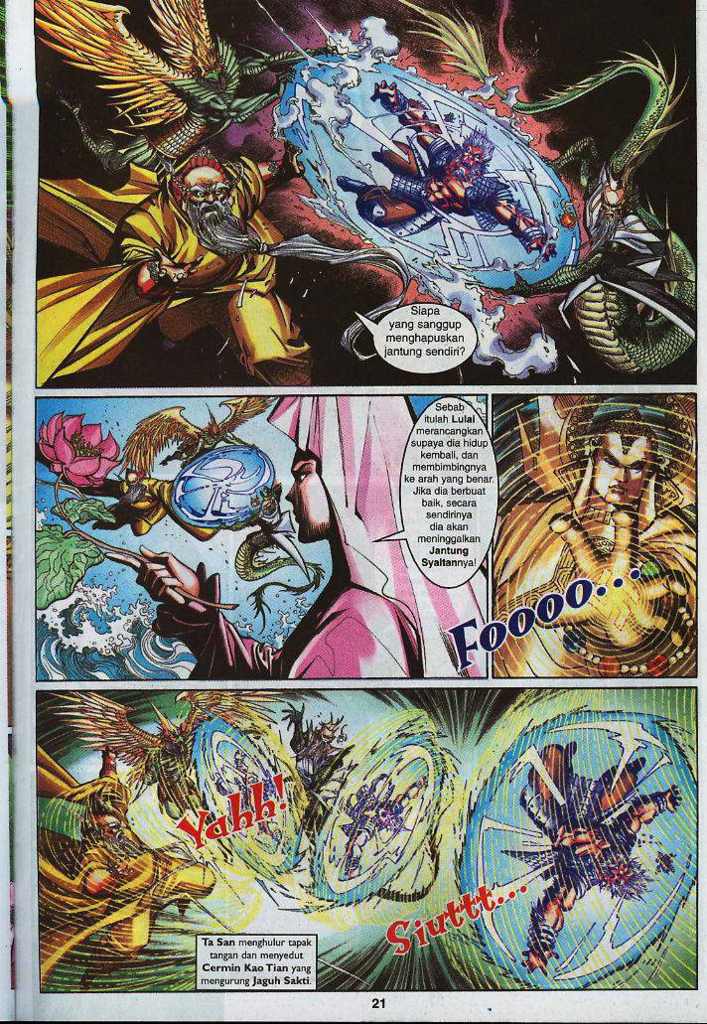 Siapa
yang sanggup
menghapuskan
jantung sendiri?
Sebab
itulah Lulai
merancangkan
supaya dia hidup
kembali, dan
membimbingnya
ke arah yang benar.
Jika dia berbuat
baik, secara
sendirinya
dia akan
meninggalkan
Jantung
Syaitannya!
Foooo...
Yahh!
Siuttt...
Ta San menghulur tapak
tangan dan menyedut
Cermin Kao Tian yang
mengurung Jaguh Sakti.
21